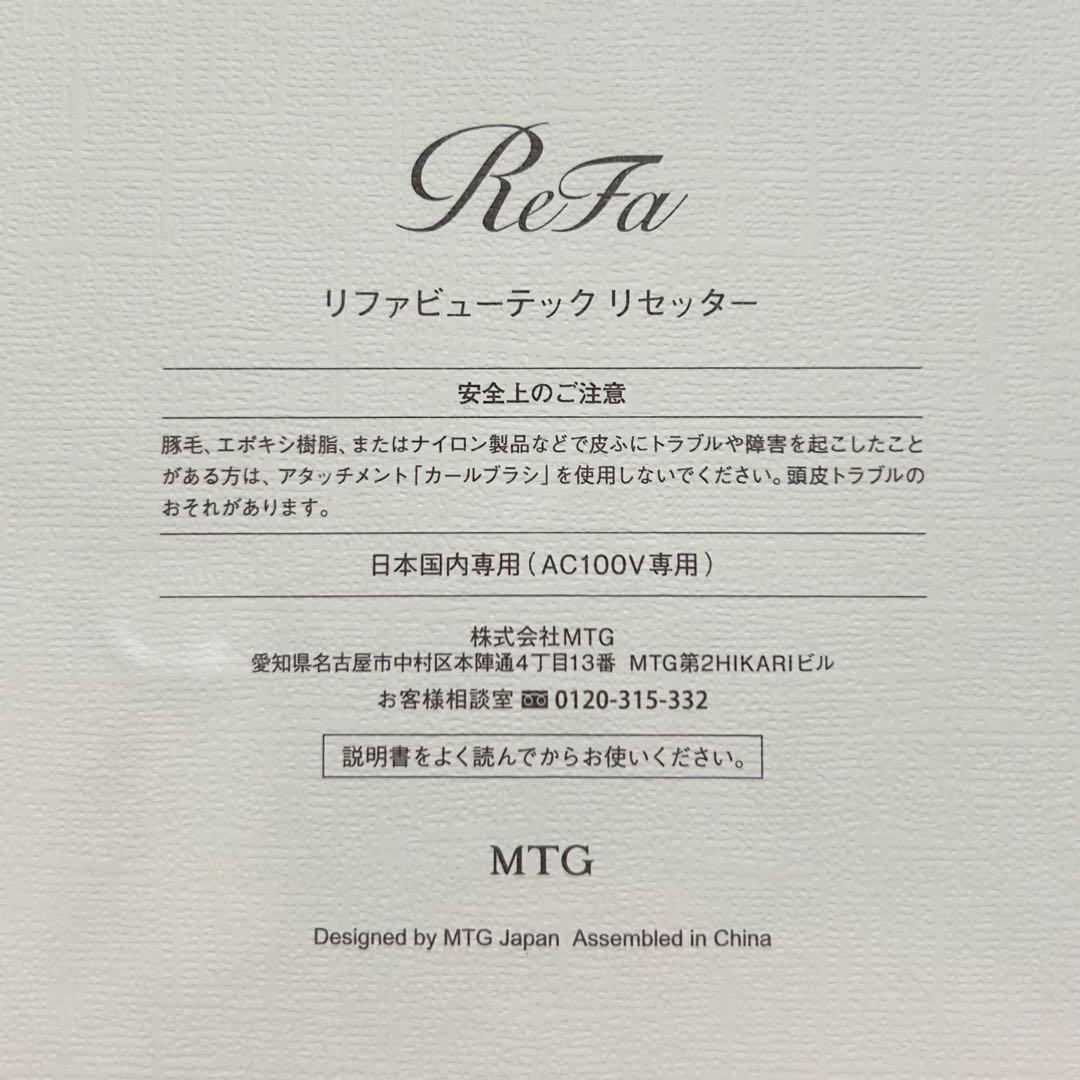 ReFa
リファビューテック リセッター
安全上のご注意
豚毛、エポキシ樹脂、またはナイロン製品などで皮ふにトラブルや障害を起こしたこと
がある方は、アタッチメント「カールブラシ」を使用しないでください。頭皮トラブルの
おそれがあります。
日本国内専用（AC100V専用）
株式会社MTG
愛知県名古屋市中村区本陣通4丁目13番 MTG第2HIKARIビル
お客様相談室 0120-315-332
説明書をよく読んでからお使いください。
MTG
Designed by MTG Japan Assembled in China